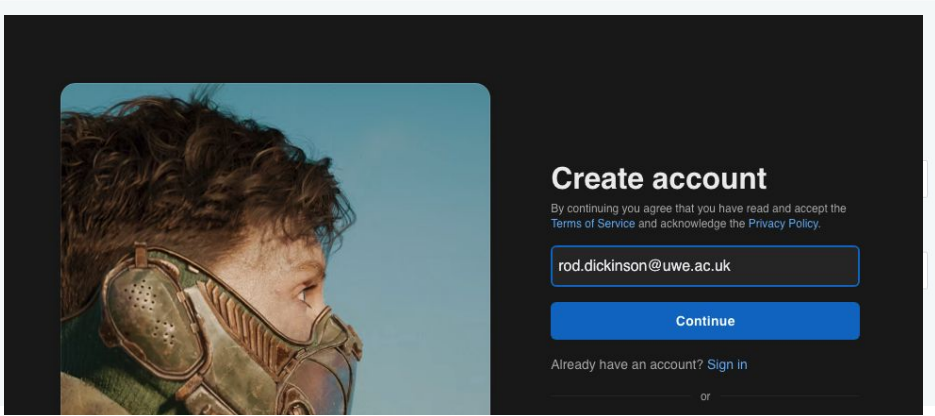 Create account
By continuing you agree that you have read and accept the
Terms of Service and acknowledge the Privacy Policy.
rod.dickinson@uwe.ac.uk
Continue
Already have an account? Sign in
or